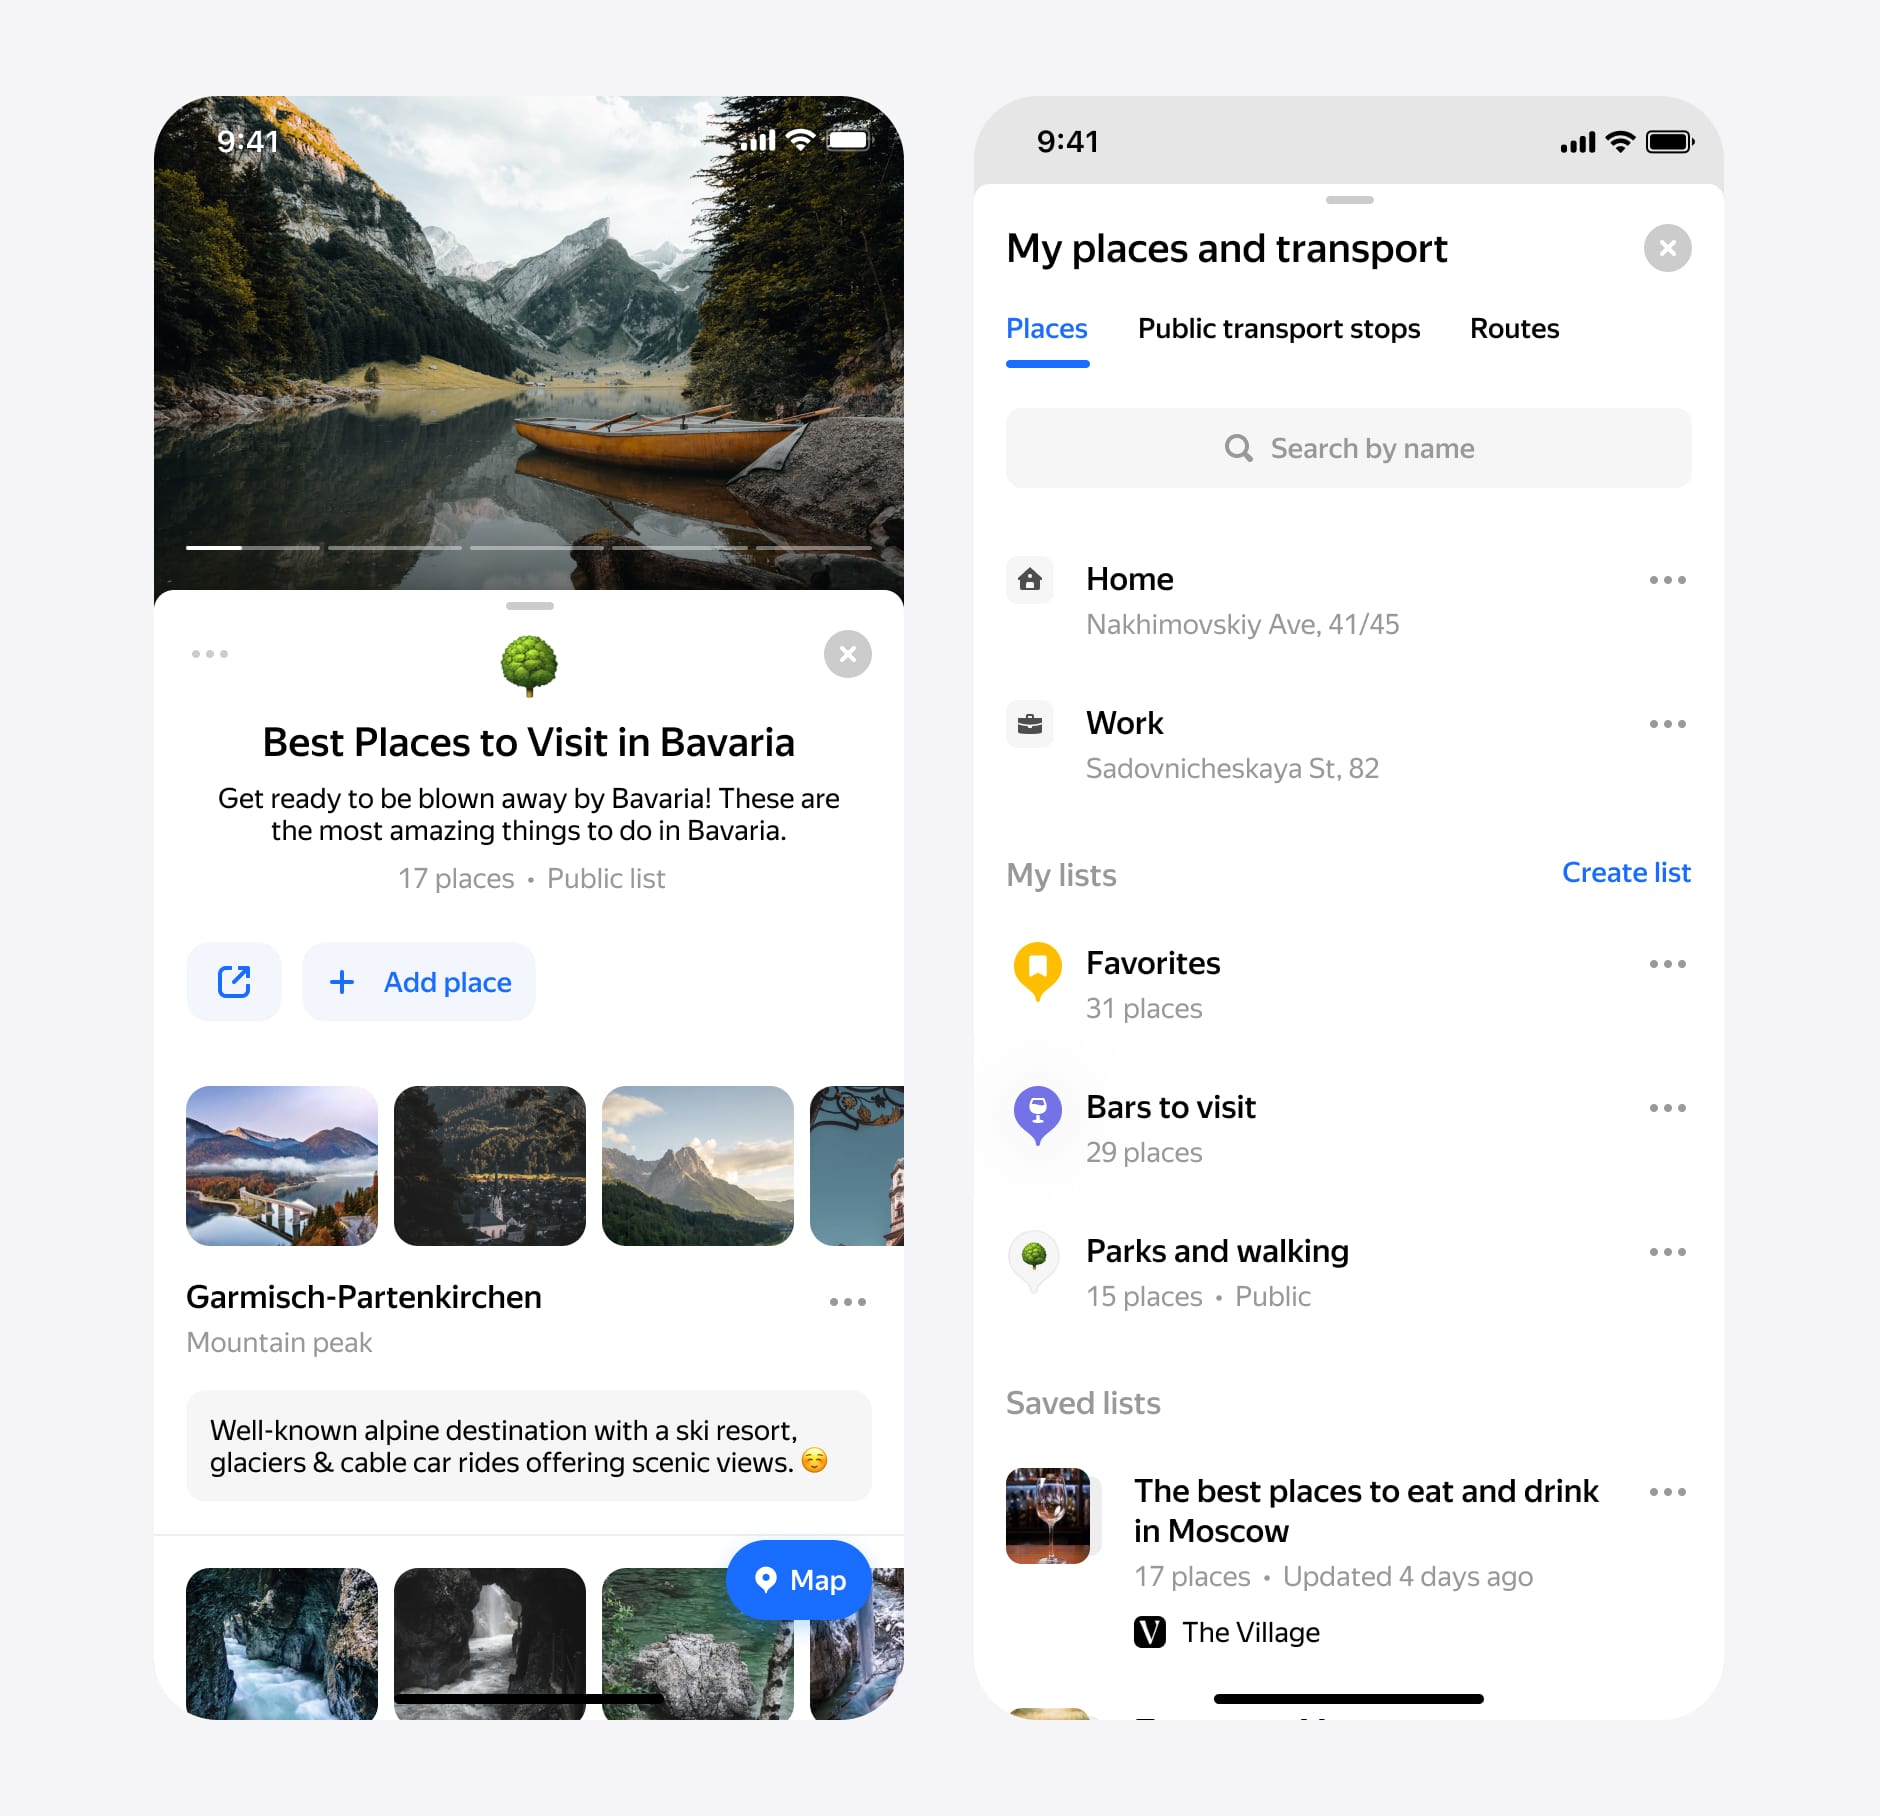 9:41
Best Places to Visit in Bavaria
Get ready to be blown away by Bavaria! These are
the most amazing things to do in Bavaria.
17 places • Public list
Add place
Garmisch-Partenkirchen
Mountain peak
Well-known alpine destination with a ski resort,
glaciers & cable car rides offering scenic views. ☺️
Map
9:41
My places and transport
Places
Public transport stops
Routes
Search by name
Home
Nakhimovskiy Ave, 41/45
Work
Sadovnicheskaya St, 82
My lists
Create list
Favorites
31 places
Bars to visit
29 places
Parks and walking
15 places • Public
Saved lists
The best places to eat and drink
in Moscow
17 places • Updated 4 days ago
V The Village